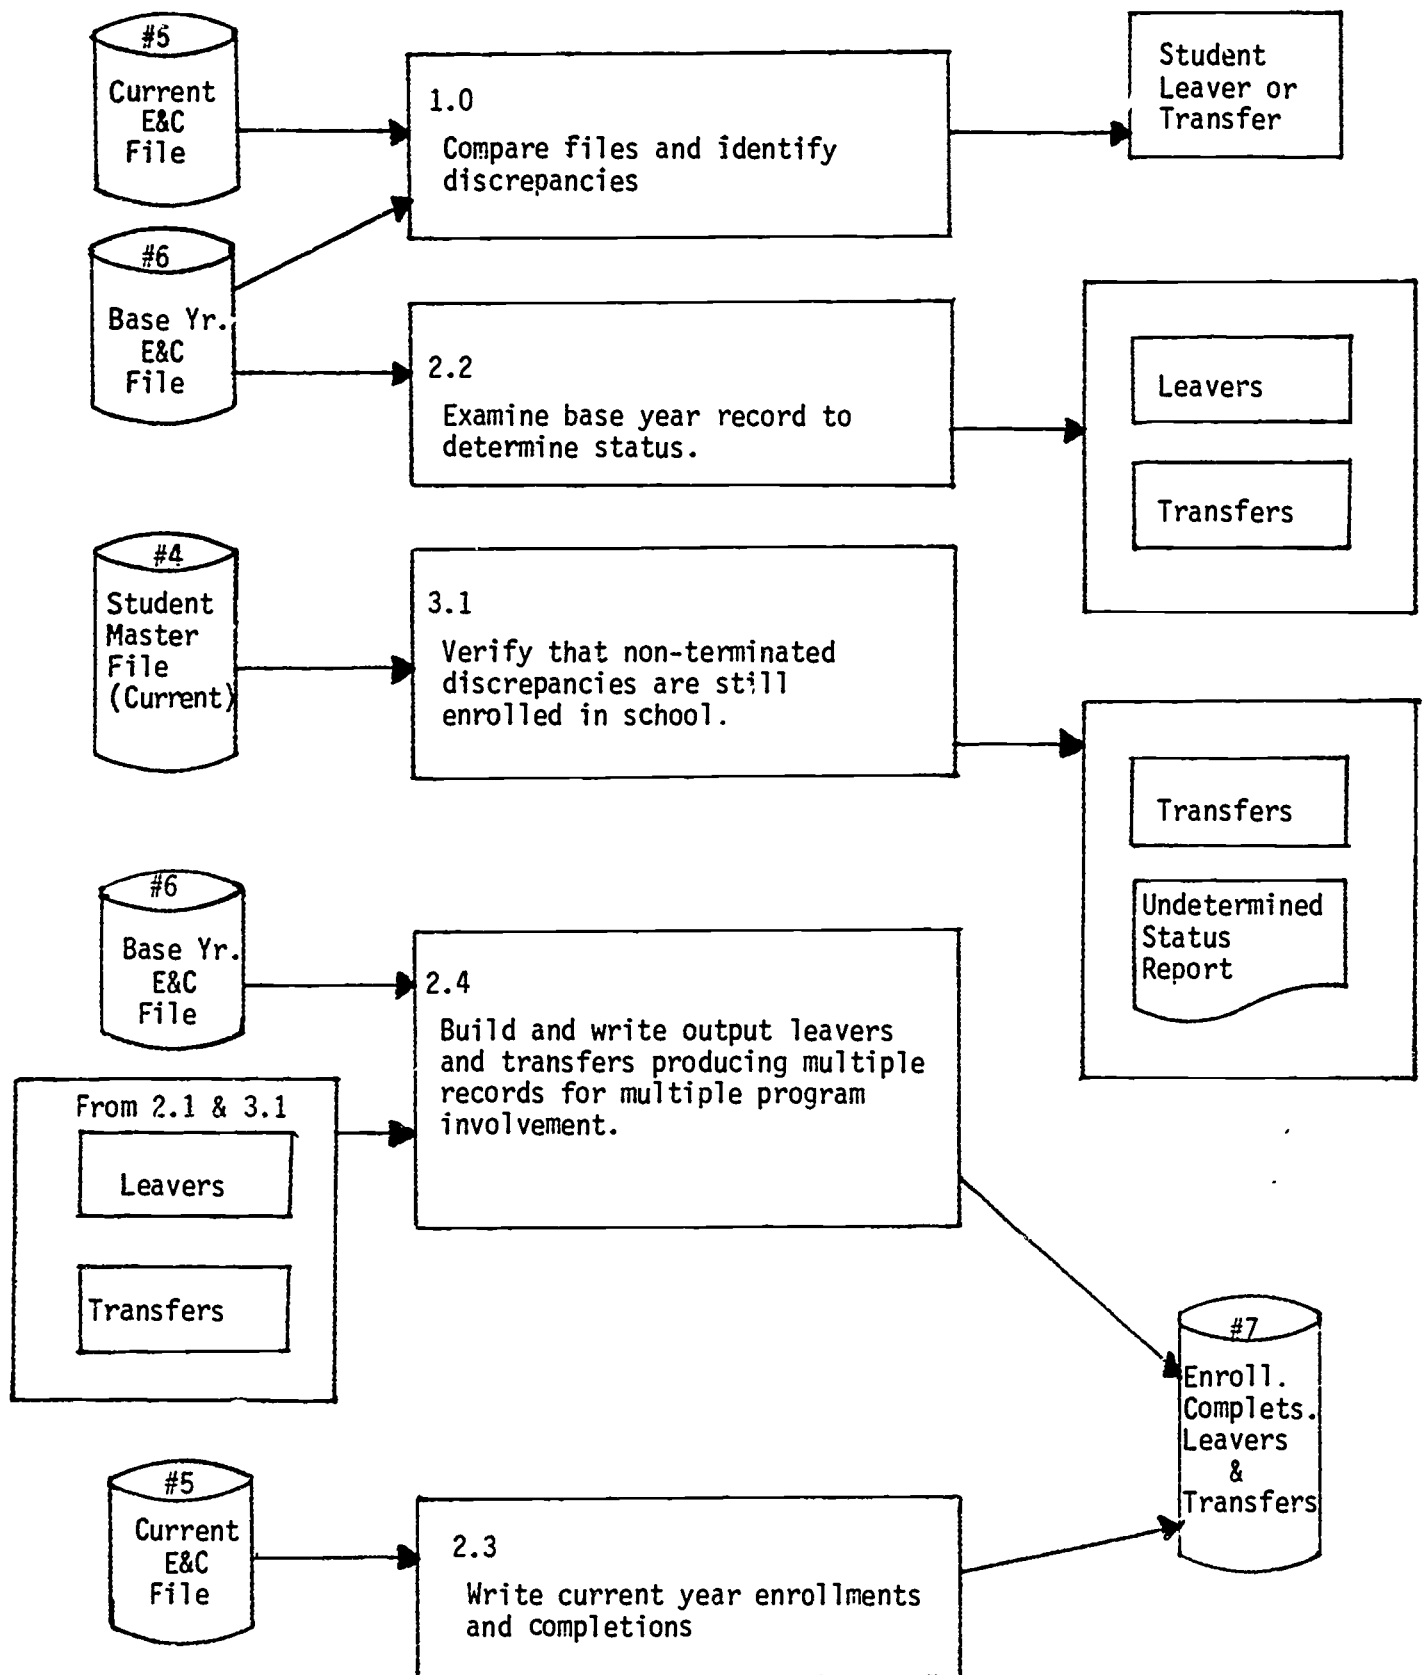 #5
Current
E&C
File
1.0
Compare files and identify
discrepancies
Student
Leaver or
Transfer
#6
Base Yr.
E&C
File
2.2
Examine base year record to
determine status.
Leavers
Transfers
#4
Student
Master
File
(Current)
3.1
Verify that non-terminated
discrepancies are still
enrolled in school.
Transfers
Undetermined
Status
Report
#6
Base Yr.
E&C
File
From 2.1 & 3.1
Leavers
Transfers
2.4
Build and write output leavers
and transfers producing multiple
records for multiple program
involvement.
#7
Enroll.
Complets.
Leavers
&
Transfers
#5
Current
E&C
File
2.3
Write current year enrollments
and completions